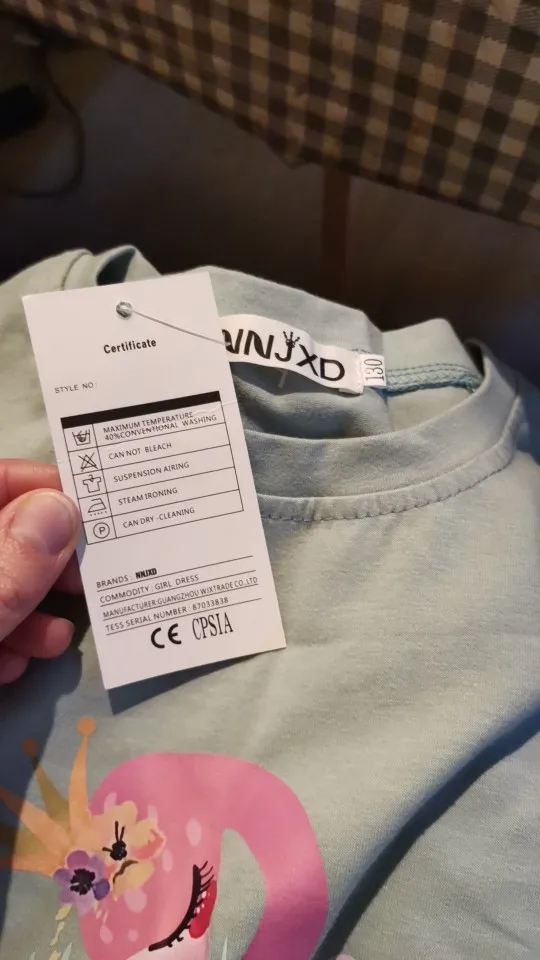 NNJXD
130
Certificate
STYLE NO:
MAXIMUM TEMPERATURE
40%CONVENTIONAL WASHING
CAN NOT BLEACH
SUSPENSION AIRING
STEAM IRONING
P
CAN DRY-CLEANING
BRANDS: NNJXD
COMMODITY: GIRL DRESS
MANUFACTURER:GUANGZHOU WJXTRADE CO.,LTD
TESS SERIAL NUMBER: 87033838
CE CPSIA